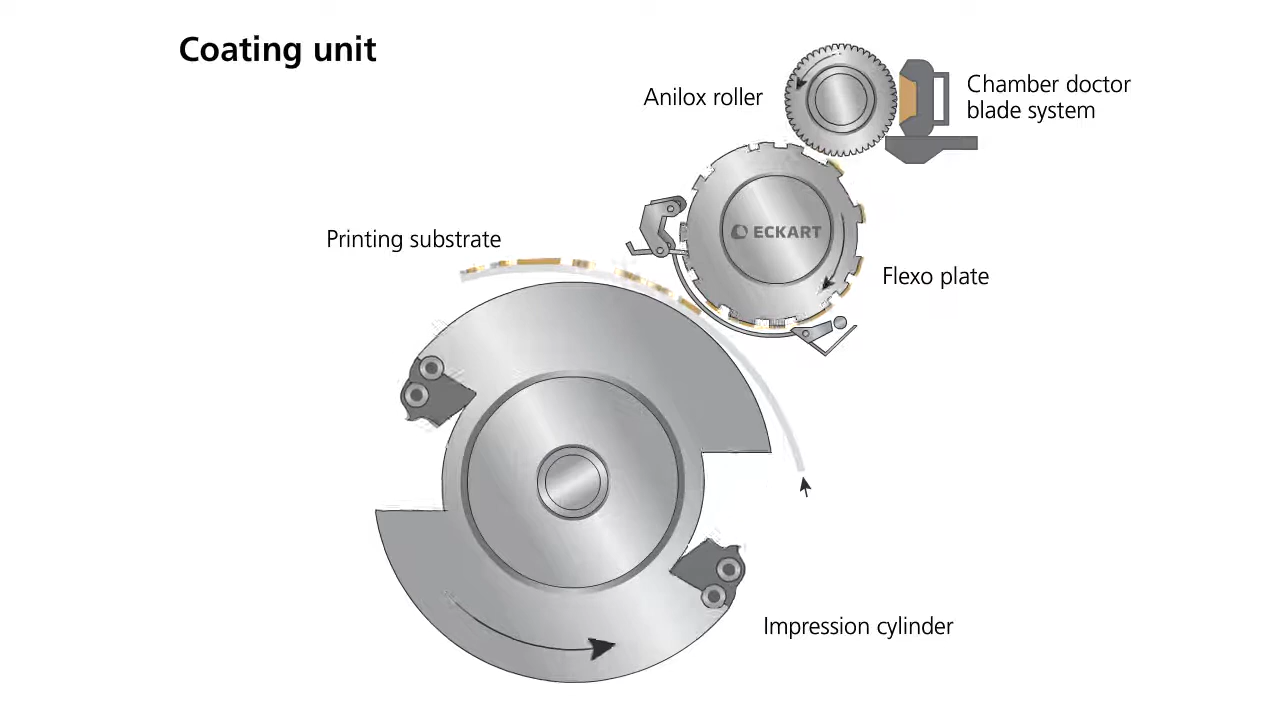 Coating unit
Anilox roller
Chamber doctor
blade system
ECKART
Printing substrate
Flexo plate
Impression cylinder